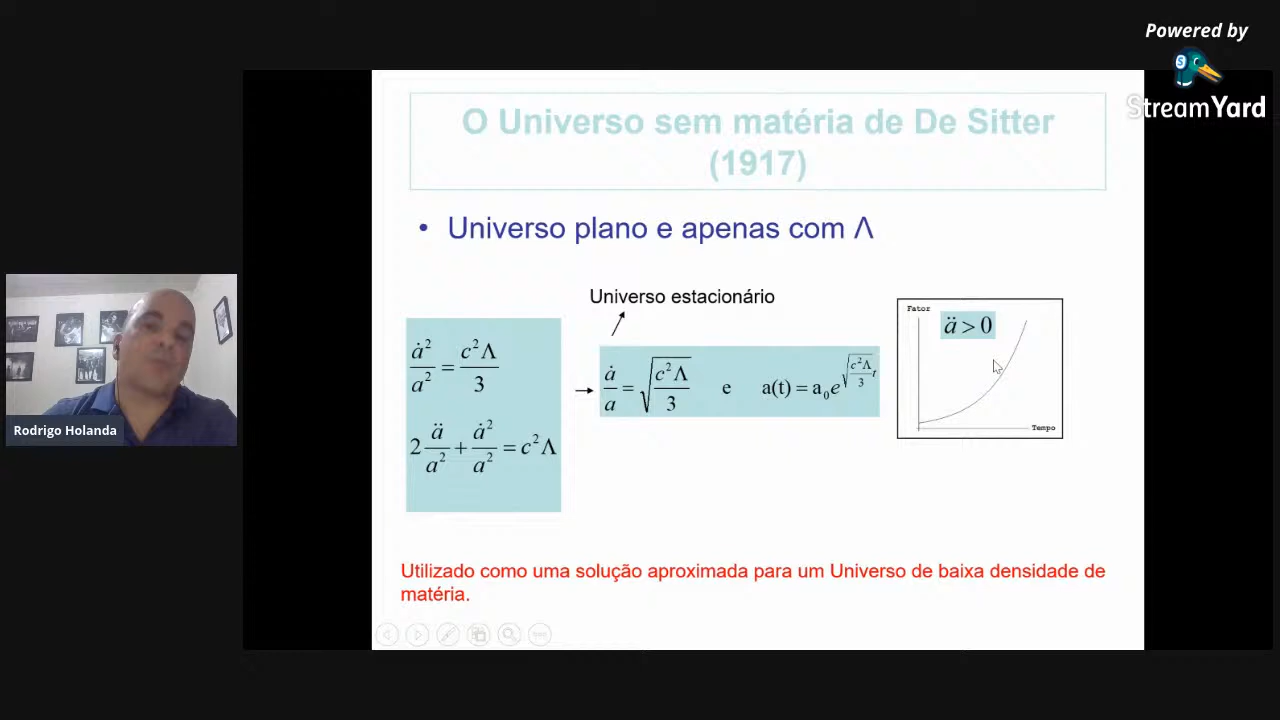 Powered by
StreamYard
O Universo sem matéria de De Sitter
(1917)
• Universo plano e apenas com Λ
Universo estacionário
ȧ²/a² = c²Λ/3
2 ä/a² + ȧ²/a² = c²Λ
ȧ/a = √(c²Λ/3) e a(t) = a₀e^(√(c²Λ/3) t)
Fator
ä > 0
Tempo
Rodrigo Holanda
Utilizado como uma solução aproximada para um Universo de baixa densidade de
matéria.